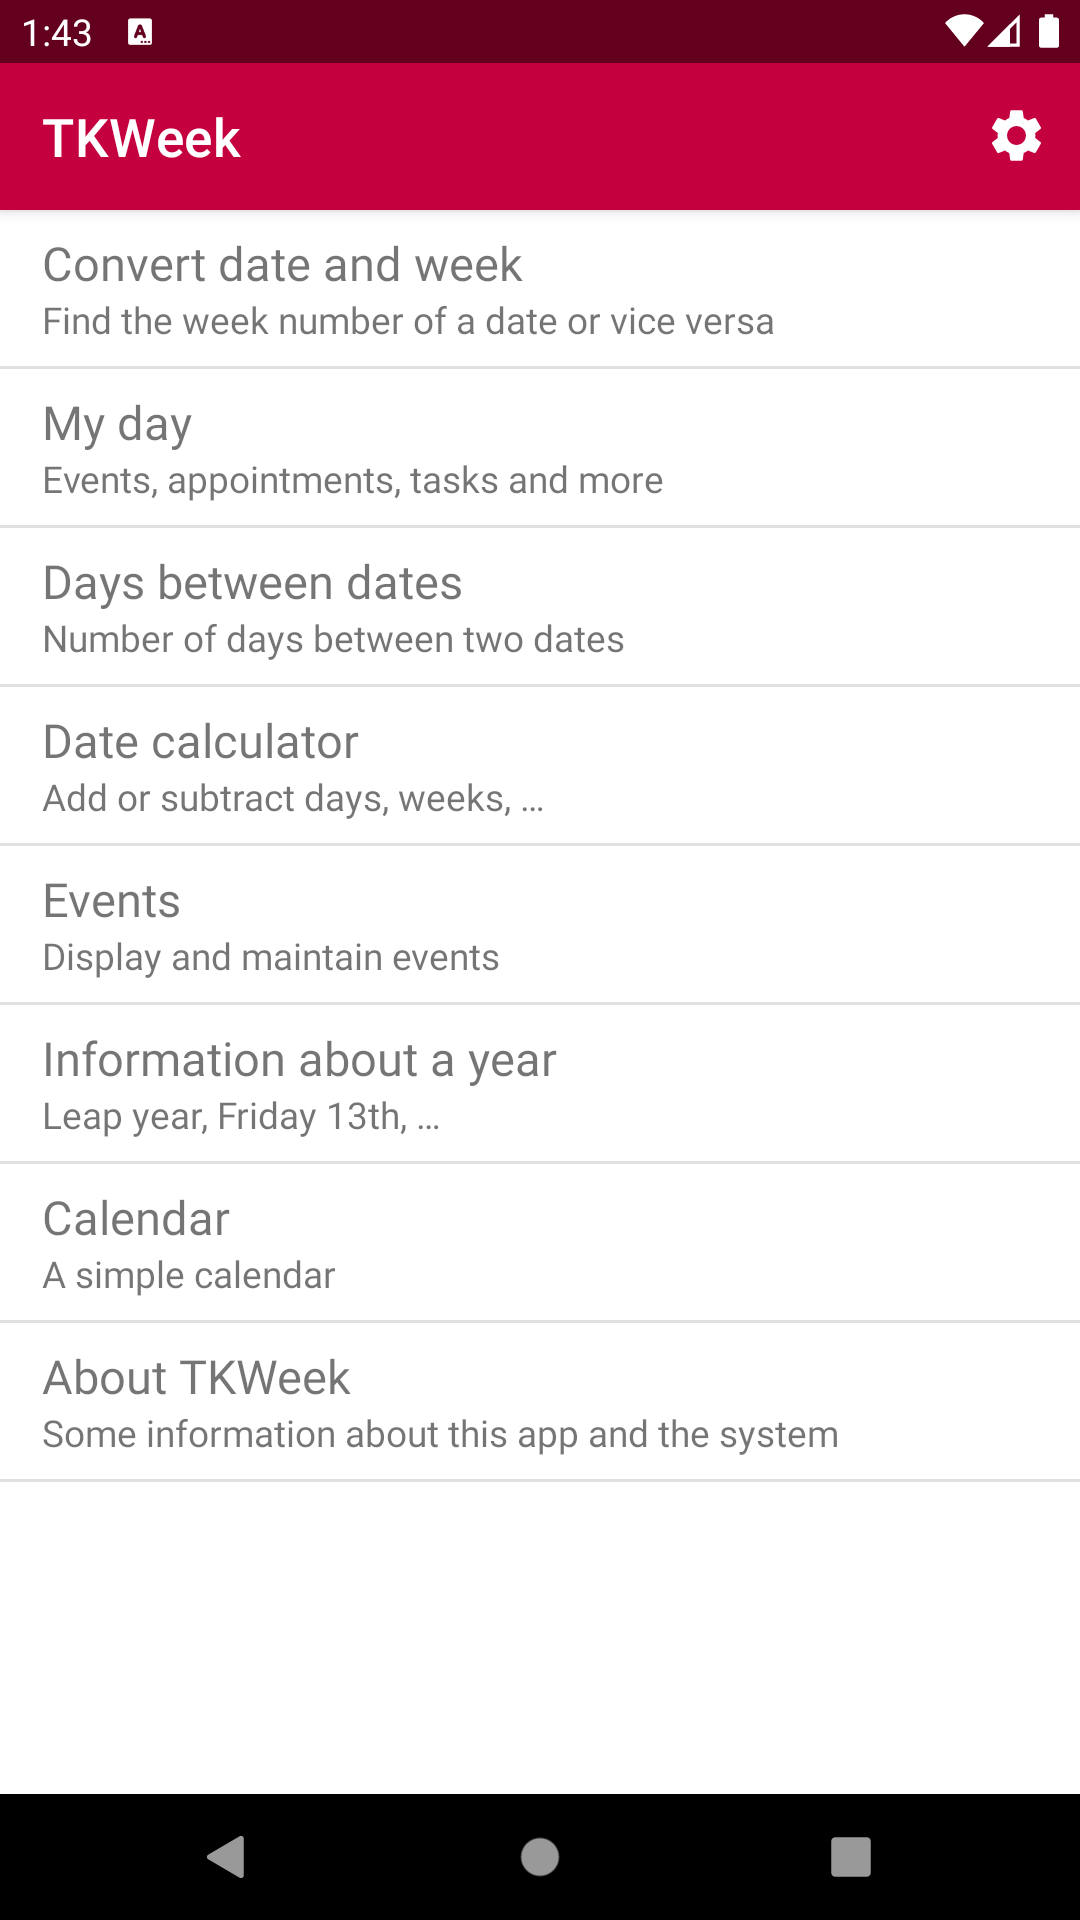 1:43
TKWeek
Convert date and week
Find the week number of a date or vice versa
My day
Events, appointments, tasks and more
Days between dates
Number of days between two dates
Date calculator
Add or subtract days, weeks, …
Events
Display and maintain events
Information about a year
Leap year, Friday 13th, …
Calendar
A simple calendar
About TKWeek
Some information about this app and the system